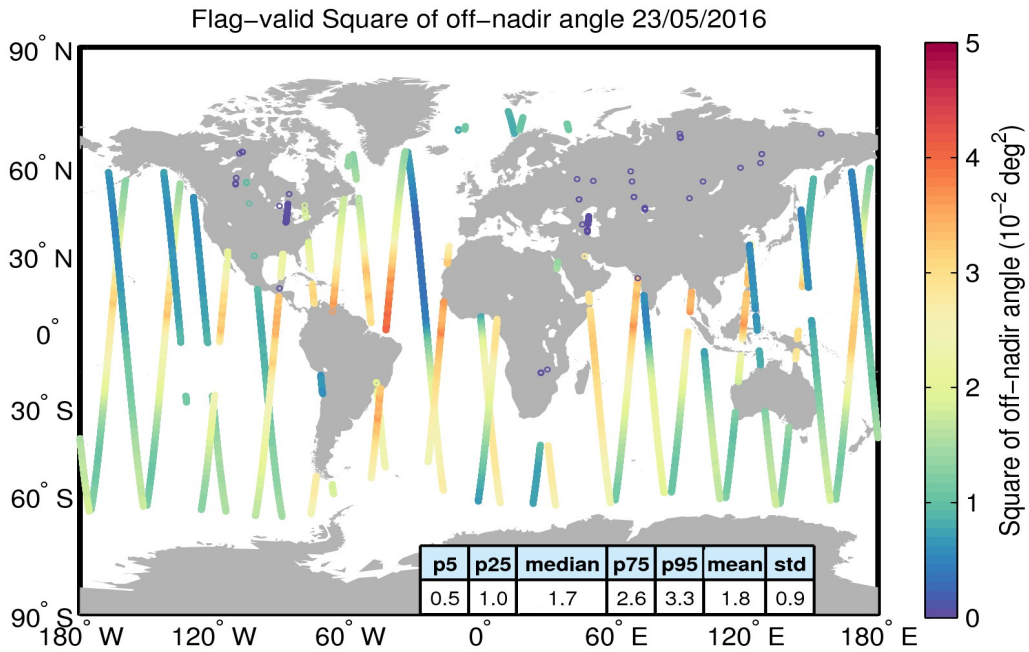 Flag−valid Square of off−nadir angle 23/05/2016
90° N
60° N
30° N
0°
30° S
60° S
90° S
180° W
120° W
60° W
0°
60° E
120° E
180° E
p5 p25 median p75 p95 mean std
0.5 1.0 1.7 2.6 3.3 1.8 0.9
5
4
3
2
1
0
Square of off−nadir angle (10⁻² deg²)